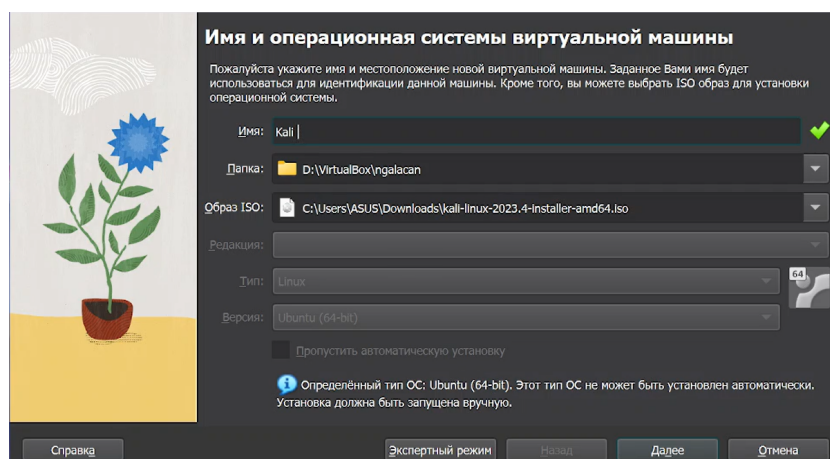 Имя и операционная системы виртуальной машины
Пожалуйста укажите имя и местоположение новой виртуальной машины. Заданное Вами имя будет
использоваться для идентификации данной машины. Кроме того, вы можете выбрать ISO образ для установки
операционной системы.
Имя: Kali
Папка: D:\VirtualBox\ngalacan
Образ ISO: C:\Users\ASUS\Downloads\kali-linux-2023.4-installer-amd64.iso
Редакция:
Тип: Linux
64
Версия: Ubuntu (64-bit)
Пропустить автоматическую установку
Определённый тип ОС: Ubuntu (64-bit). Этот тип ОС не может быть установлен автоматически.
Установка должна быть запущена вручную.
Справка Экспертный режим Назад Далее Отмена